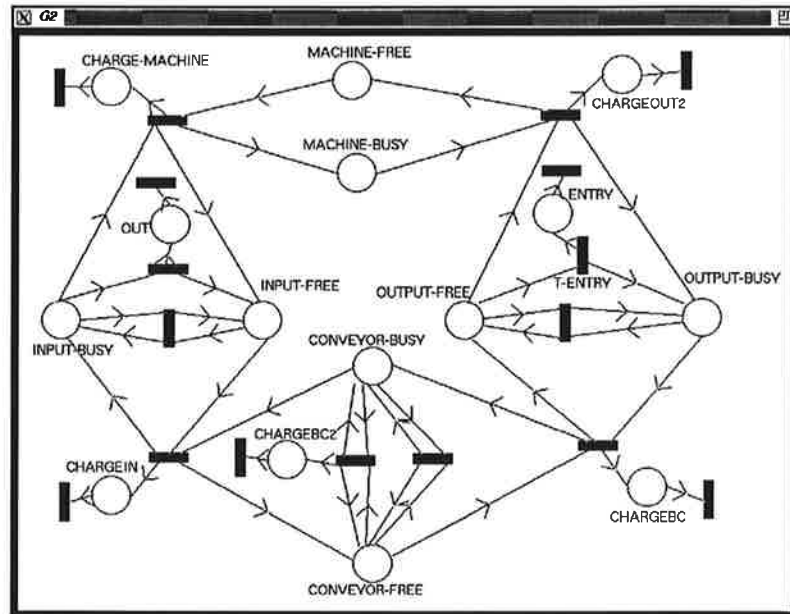 G2
MACHINE-FREE
CHARGE-MACHINE
CHARGEOUT2
MACHINE-BUSY
ENTRY
OUT
INPUT-FREE
OUTPUT-FREE
T-ENTRY
OUTPUT-BUSY
INPUT-BUSY
CONVEYOR-BUSY
CHARGEBC2
CHARGEIN
CHARGEBC
CONVEYOR-FREE